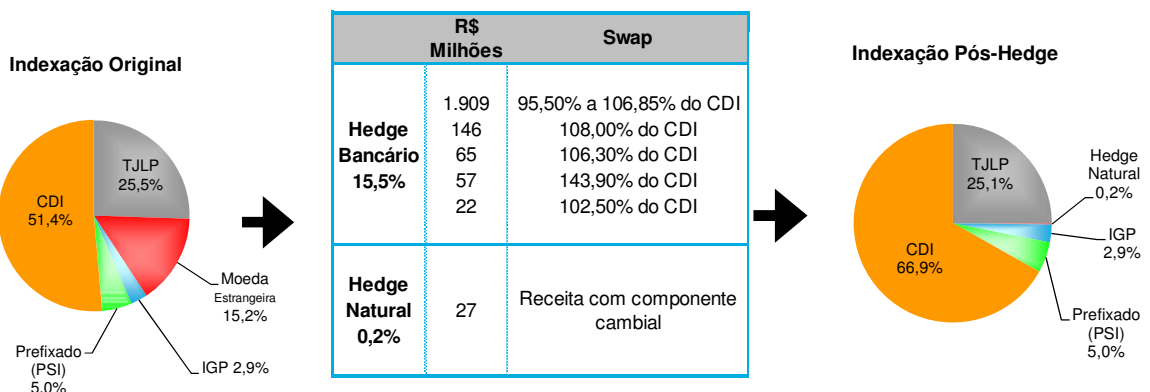 Indexação Original
CDI
51,4%
TJLP
25,5%
Moeda
Estrangeira
15,2%
IGP 2,9%
Prefixado
(PSI)
5,0%
R$
Milhões
Swap
Hedge
Bancário
15,5%
1.909 95,50% a 106,85% do CDI
146 108,00% do CDI
65 106,30% do CDI
57 143,90% do CDI
22 102,50% do CDI
Hedge
Natural
0,2%
27
Receita com componente
cambial
Indexação Pós-Hedge
TJLP
25,1%
Hedge
Natural
0,2%
IGP
2,9%
CDI
66,9%
Prefixado
(PSI)
5,0%